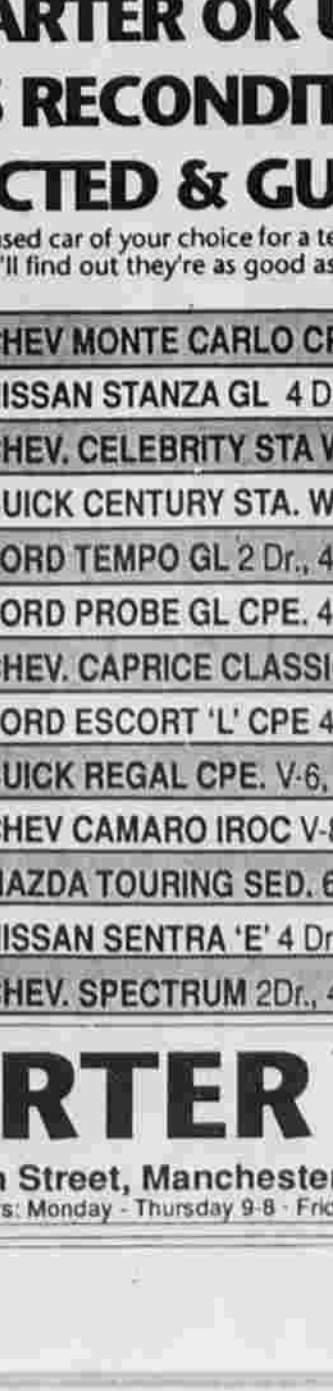 ARTER OK U
S RECONDIT
CTED & GU
used car of your choice for a te
'll find out they're as good as
HEV MONTE CARLO CP
ISSAN STANZA GL 4 D
HEV. CELEBRITY STA W
UICK CENTURY STA. W
ORD TEMPO GL 2 Dr., 4
ORD PROBE GL CPE. 4
HEV. CAPRICE CLASSI
ORD ESCORT 'L' CPE 4
UICK REGAL CPE. V-6,
HEV CAMARO IROC V-8
MAZDA TOURING SED. 6
ISSAN SENTRA 'E' 4 Dr
HEV. SPECTRUM 2Dr., 4
RTER
n Street, Manchester
s: Monday - Thursday 9-8 - Frid